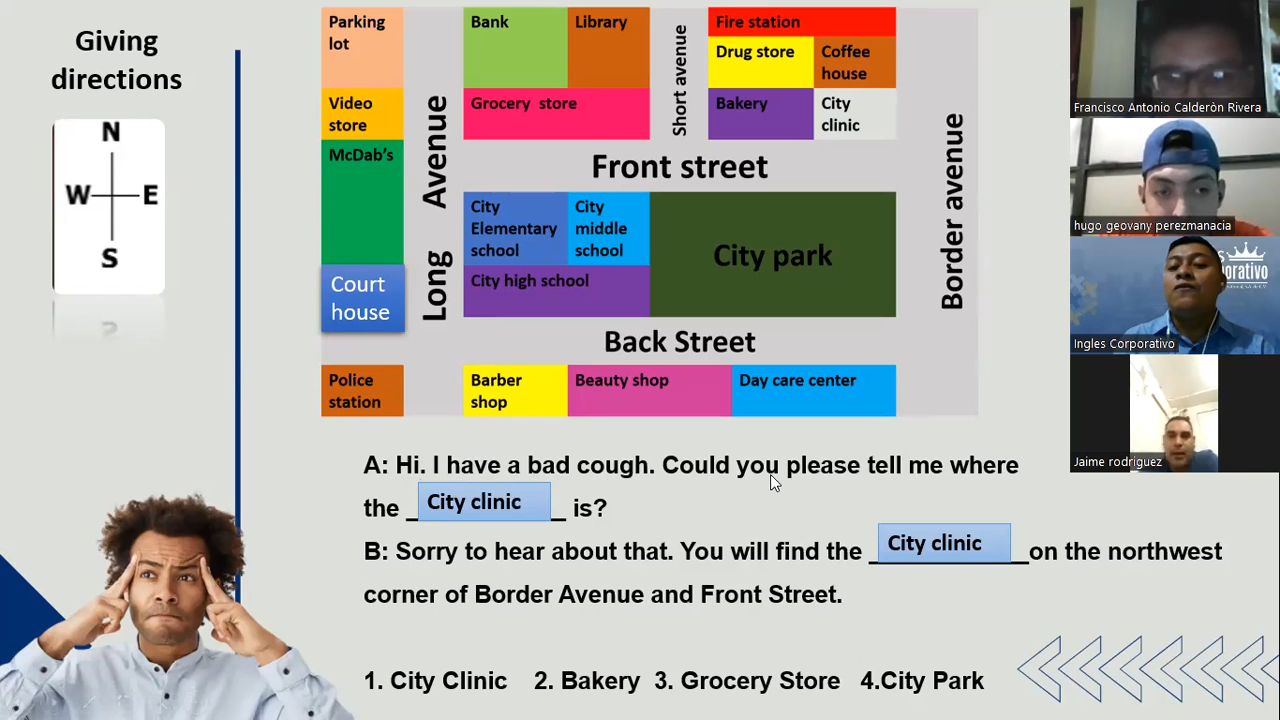 Giving
directions
N
W
E
S
Parking
lot
Video
store
McDab's
Court
house
Police
station
Long Avenue
Bank
Library
Grocery store
Short avenue
Fire station
Drug store
Coffee
house
Bakery
City
clinic
Front street
City
Elementary
school
City
middle
school
City high school
City park
Border avenue
Back Street
Barber
shop
Beauty shop
Day care center
A: Hi. I have a bad cough. Could you please tell me where
the _City clinic_ is?
B: Sorry to hear about that. You will find the _City clinic_on the northwest
corner of Border Avenue and Front Street.
1. City Clinic 2. Bakery 3. Grocery Store 4.City Park
Francisco Antonio Calderòn Rivera
hugo geovany perezmanacia
Ingles Corporativo
Jaime rodriguez